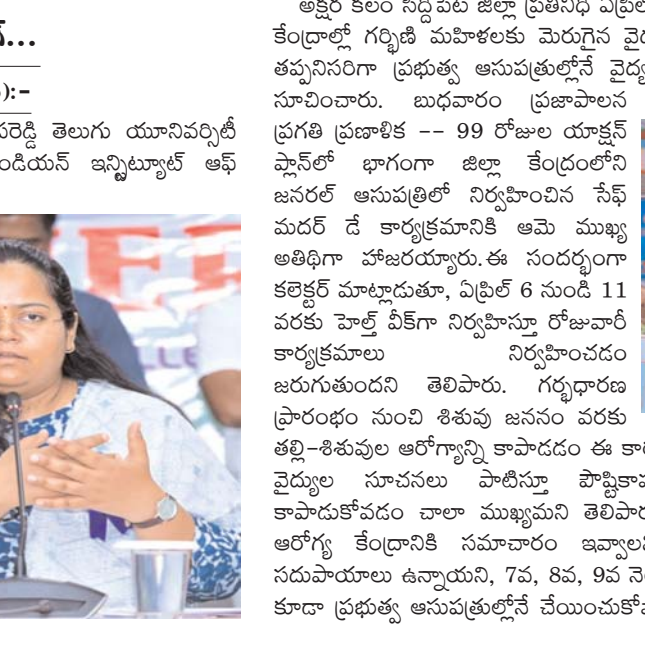 ...
):-
సరెడ్డి తెలుగు యూనివర్సిటీ
ండియన్ ఇన్స్టిట్యూట్ ఆఫ్
అక్షర కలం సిద్దిపేట జిల్లా ప్రతినిధి
కేంద్రాల్లో గర్భిణి మహిళలకు మెరుగైన
తప్పనిసరిగా ప్రభుత్వ ఆసుపత్రుల్లోనే
సూచించారు. బుధవారం ప్రజాపాలన
ప్రగతి ప్రణాళిక -- 99 రోజుల యాక్షన్
ప్లాన్‌లో భాగంగా జిల్లా కేంద్రంలోని
జనరల్ ఆసుపత్రిలో నిర్వహించిన సేఫ్
మదర్ డే కార్యక్రమానికి ఆమె ముఖ్య
అతిథిగా హాజరయ్యారు.ఈ సందర్భంగా
కలెక్టర్ మాట్లాడుతూ, ఏప్రిల్ 6 నుండి 11
వరకు హెల్త్ వీక్‌గా నిర్వహిస్తూ రోజువారీ
కార్యక్రమాలు నిర్వహించడం
జరుగుతుందని తెలిపారు. గర్భధారణ
ప్రారంభం నుంచి శిశువు జననం వరకు
తల్లి-శిశువుల ఆరోగ్యాన్ని కాపాడడం ఈ
వైద్యుల సూచనలు పాటిస్తూ
కాపాడుకోవడం చాలా ముఖ్యమని
ఆరోగ్య కేంద్రానికి సమాచారం
సదుపాయాలు ఉన్నాయని, 7వ, 8వ, 9వ
కూడా ప్రభుత్వ ఆసుపత్రుల్లోనే